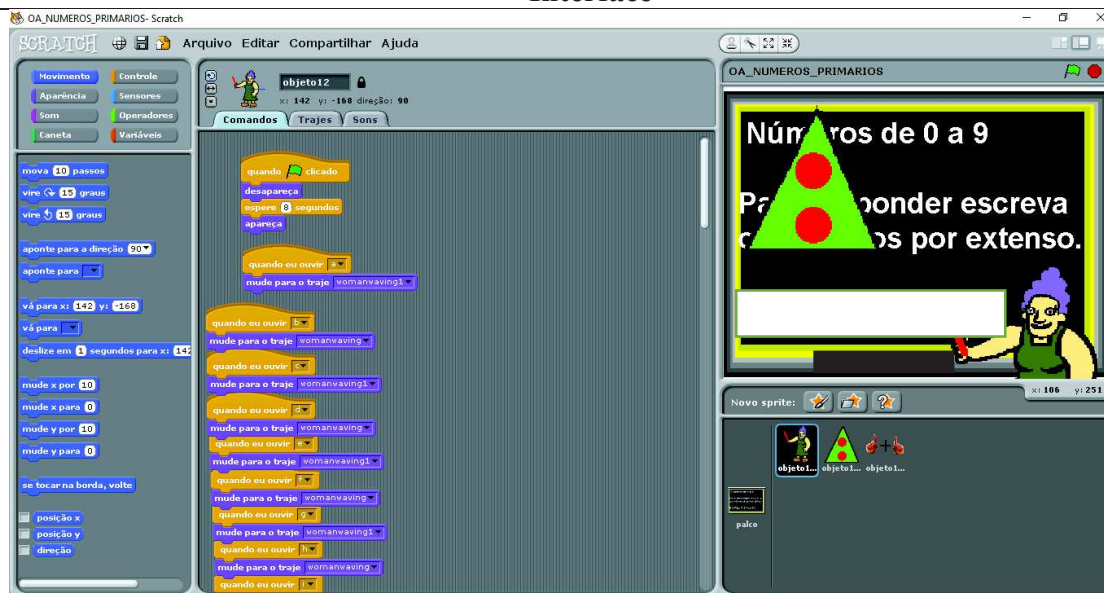 Interface
OA_NUMEROS_PRIMARIOS- Scratch
SCRATCH Arquivo Editar Compartilhar Ajuda
Movimento Controle
Aparência Sensores
Som Operadores
Caneta Variáveis
mova 10 passos
vire 15 graus
vire 15 graus
aponte para a direção 90
aponte para
vá para x: 142 y: -168
vá para
deslize em 1 segundos para x: 142
mude x por 10
mude x para 0
mude y por 10
mude y para 0
se tocar na borda, volte
posição x
posição y
direção
objeto12
x: 142 y: -168 direção: 90
Comandos Trajes Sons
quando clicado
desapareça
espere 8 segundos
apareça
quando eu ouvir a
mude para o traje womanwaving1
quando eu ouvir b
mude para o traje womanwaving
quando eu ouvir c
mude para o traje womanwaving1
quando eu ouvir d
mude para o traje womanwaving
quando eu ouvir e
mude para o traje womanwaving1
quando eu ouvir f
mude para o traje womanwaving
quando eu ouvir g
mude para o traje womanwaving1
quando eu ouvir h
mude para o traje womanwaving
quando eu ouvir i
OA_NUMEROS_PRIMARIOS
Números de 0 a 9
ponder escreva
os por extenso.
x: 106 y: 251
Novo sprite:
objeto1... objeto1... objeto1...
palco